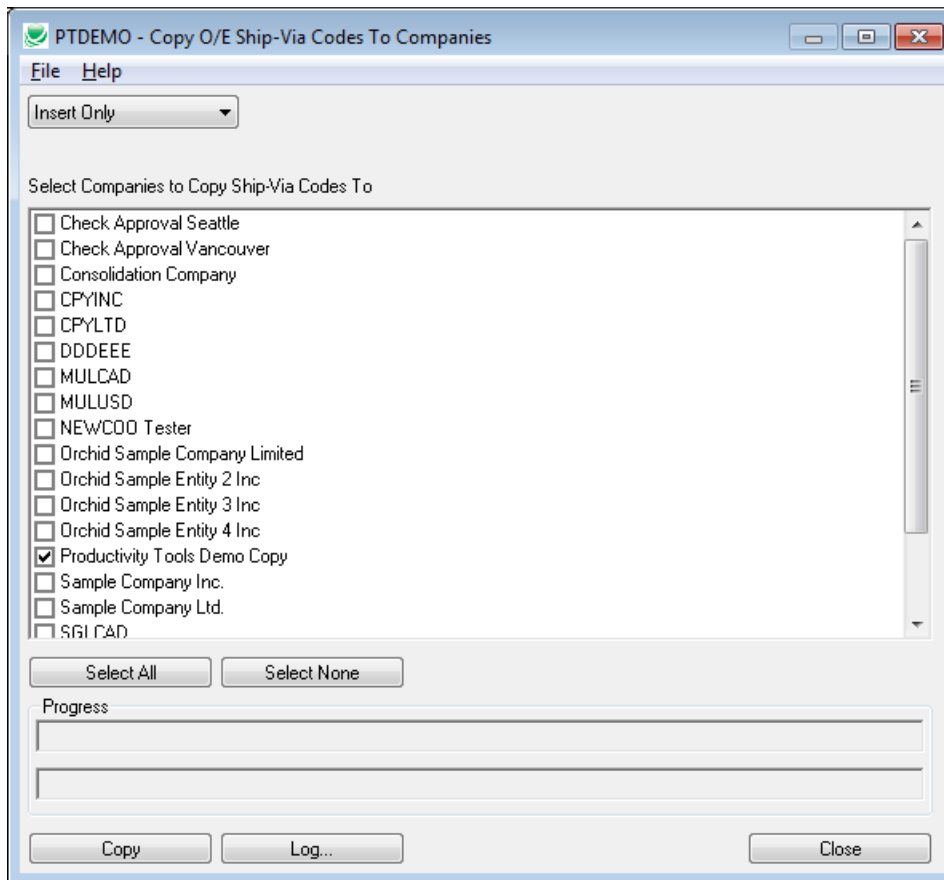 PTDEMO - Copy O/E Ship-Via Codes To Companies
File Help
Insert Only
Select Companies to Copy Ship-Via Codes To
Check Approval Seattle
Check Approval Vancouver
Consolidation Company
CPYINC
CPYLTD
DDDEEE
MULCAD
MULUSD
NEWCOO Tester
Orchid Sample Company Limited
Orchid Sample Entity 2 Inc
Orchid Sample Entity 3 Inc
Orchid Sample Entity 4 Inc
Productivity Tools Demo Copy
Sample Company Inc.
Sample Company Ltd.
SGLCAD
Select All Select None
Progress
Copy Log... Close